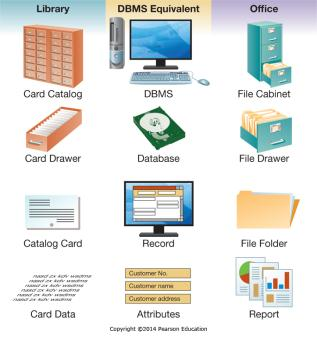 Library DBMS Equivalent Office
Card Catalog DBMS File Cabinet
Card Drawer Database File Drawer
Catalog Card Record File Folder
Customer No.
Customer name
Customer address
Card Data Attributes Report
Copyright ©2014 Pearson Education